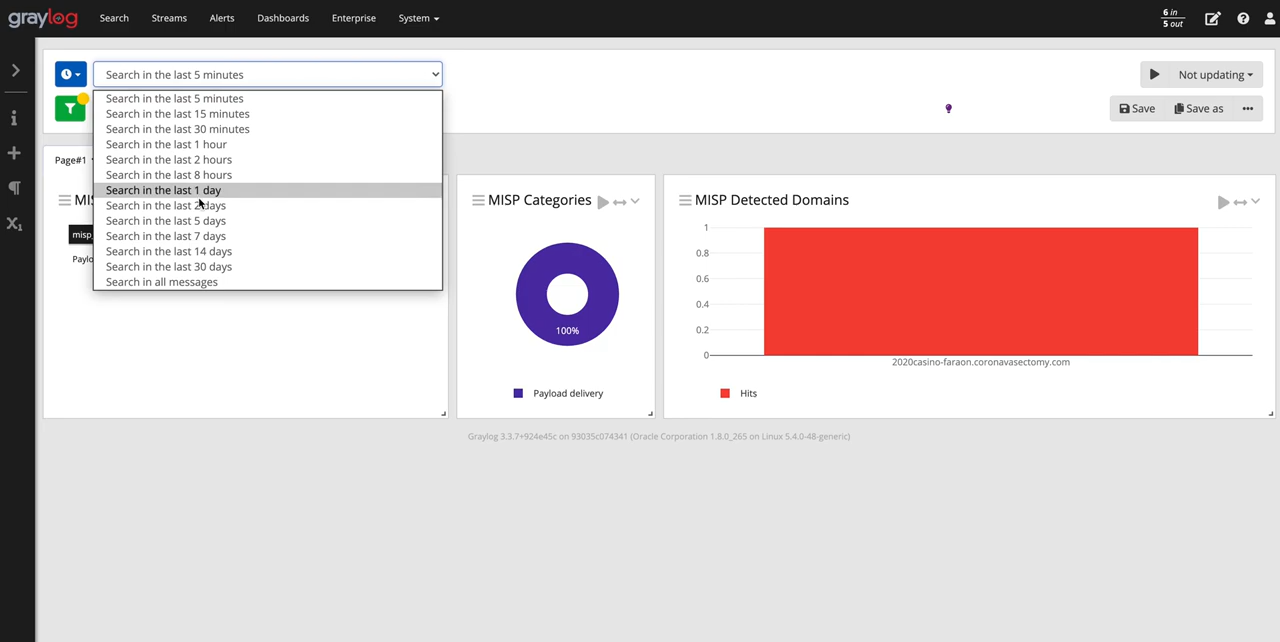 graylog Search Streams Alerts Dashboards Enterprise System
6 in
5 out
Search in the last 5 minutes
Not updating
Save Save as
Search in the last 5 minutes
Search in the last 15 minutes
Search in the last 30 minutes
Search in the last 1 hour
Search in the last 2 hours
Search in the last 8 hours
Search in the last 1 day
Search in the last 2 days
Search in the last 5 days
Search in the last 7 days
Search in the last 14 days
Search in the last 30 days
Search in all messages
Page#1
misp_
MISP Categories
100%
Payload delivery
MISP Detected Domains
1
0.8
0.6
0.4
0.2
0
2020casino-faraon.coronavasectomy.com
Hits
Graylog 3.3.7+924e45c on 93035c074341 (Oracle Corporation 1.8.0_265 on Linux 5.4.0-48-generic)